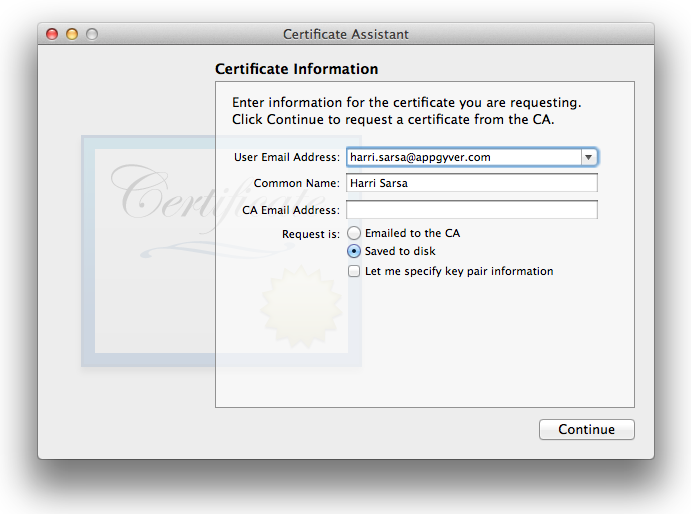 Certificate Assistant
Certificate Information
Enter information for the certificate you are requesting.
Click Continue to request a certificate from the CA.
User Email Address: harri.sarsa@appgyver.com
Common Name: Harri Sarsa
CA Email Address:
Request is: Emailed to the CA
Saved to disk
Let me specify key pair information
Certificate
Continue